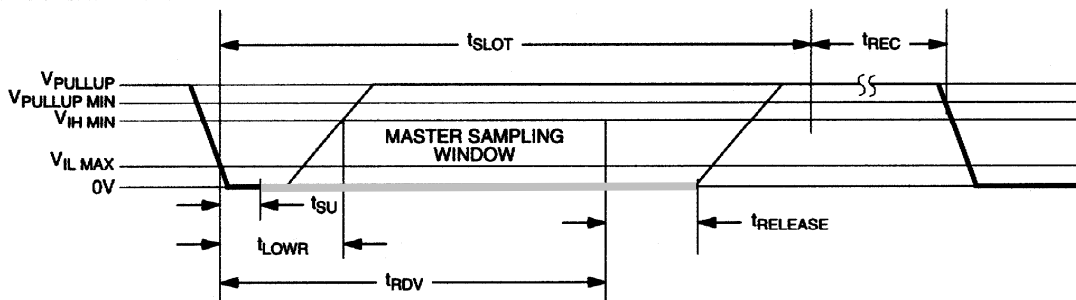 tSLOT
tREC
VPULLUP
VPULLUP MIN
VIH MIN
MASTER SAMPLING
WINDOW
VIL MAX
0V
tSU
tRELEASE
tLOWR
tRDV